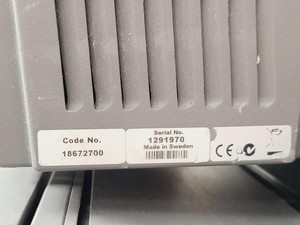 Code No.
18672700
Serial No.
1291970
Made in Sweden
CE